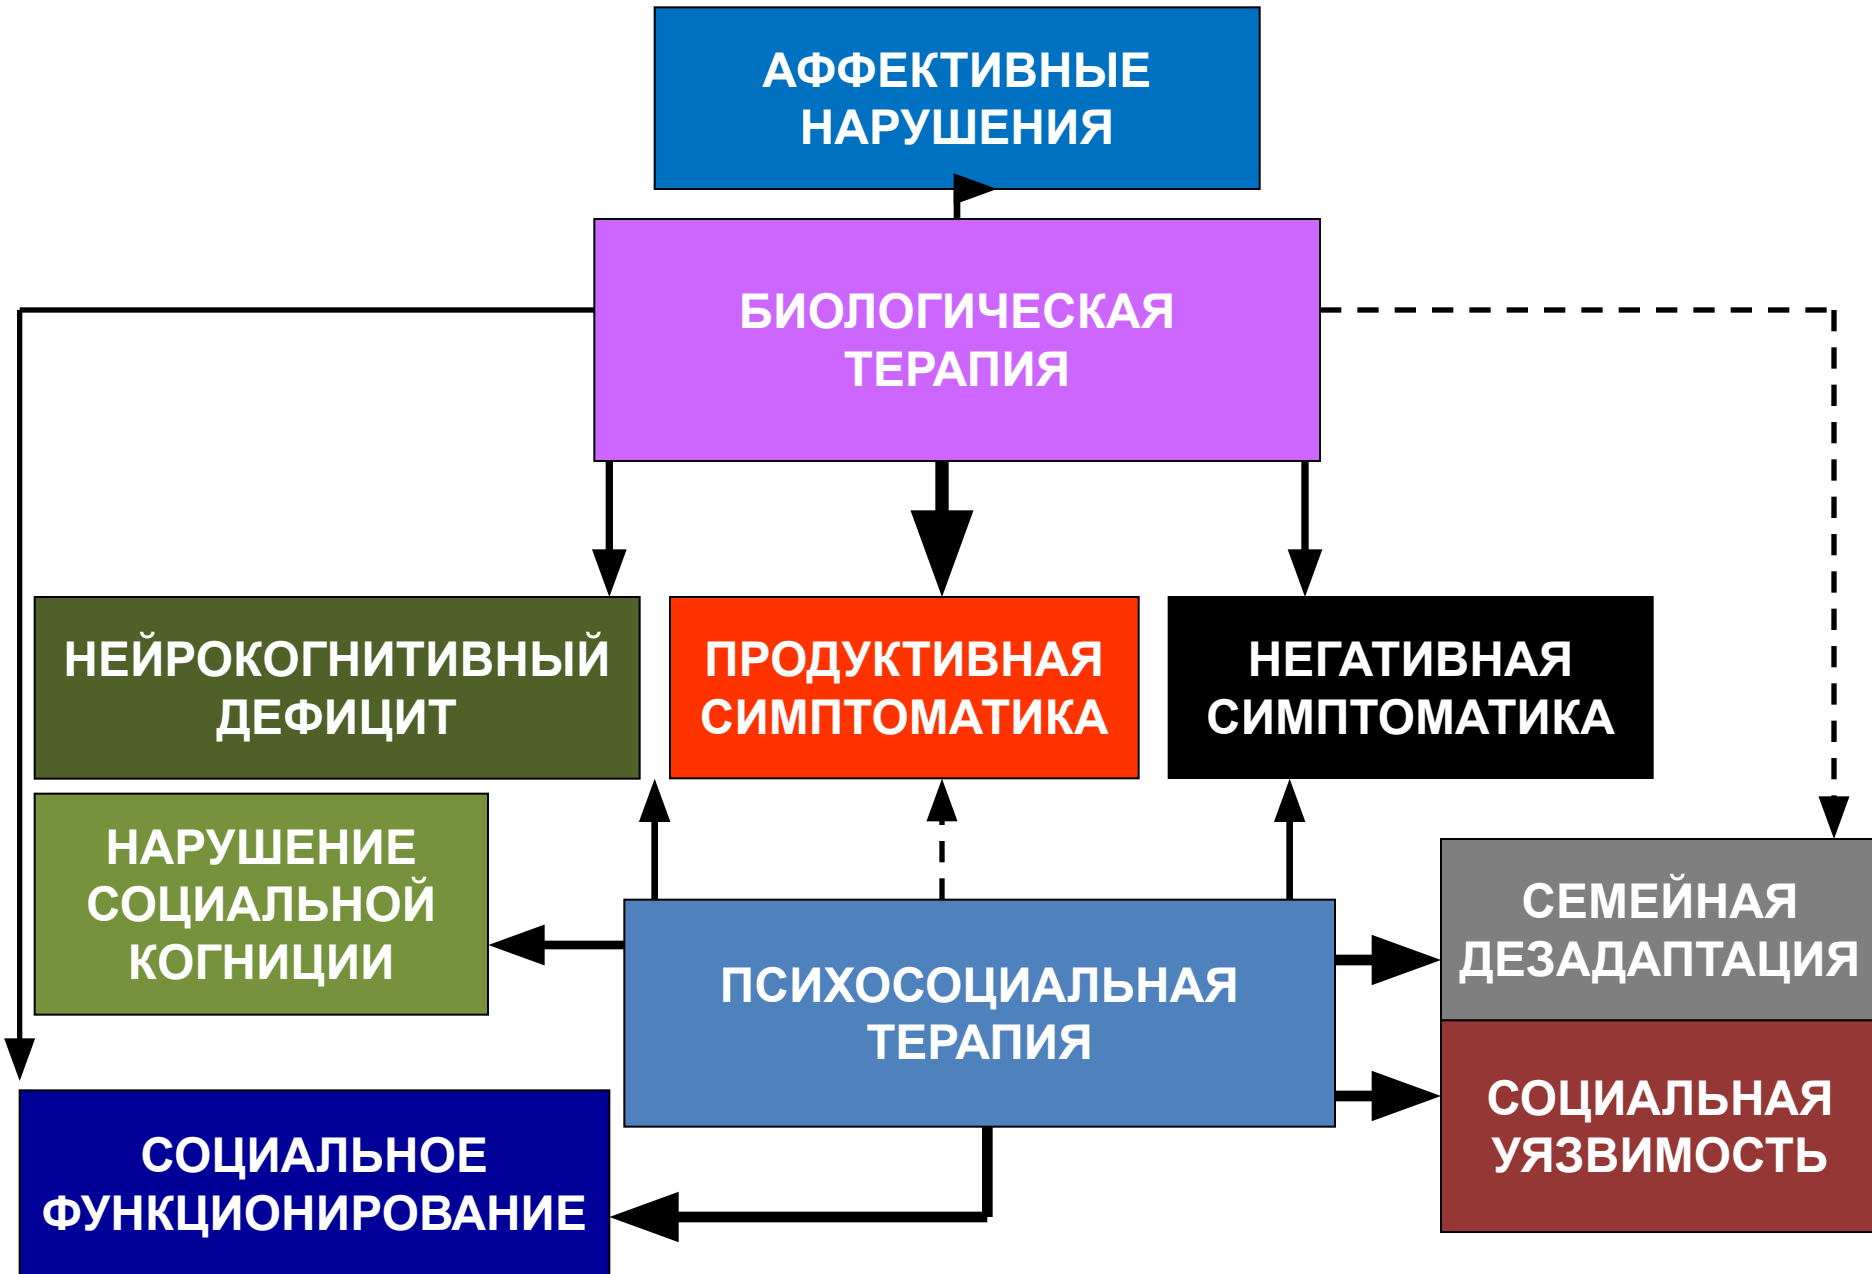 АФФЕКТИВНЫЕ
НАРУШЕНИЯ
БИОЛОГИЧЕСКАЯ
ТЕРАПИЯ
НЕЙРОКОГНИТИВНЫЙ
ДЕФИЦИТ
ПРОДУКТИВНАЯ
СИМПТОМАТИКА
НЕГАТИВНАЯ
СИМПТОМАТИКА
НАРУШЕНИЕ
СОЦИАЛЬНОЙ
КОГНИЦИИ
ПСИХОСОЦИАЛЬНАЯ
ТЕРАПИЯ
СЕМЕЙНАЯ
ДЕЗАДАПТАЦИЯ
СОЦИАЛЬНАЯ
УЯЗВИМОСТЬ
СОЦИАЛЬНОЕ
ФУНКЦИОНИРОВАНИЕ